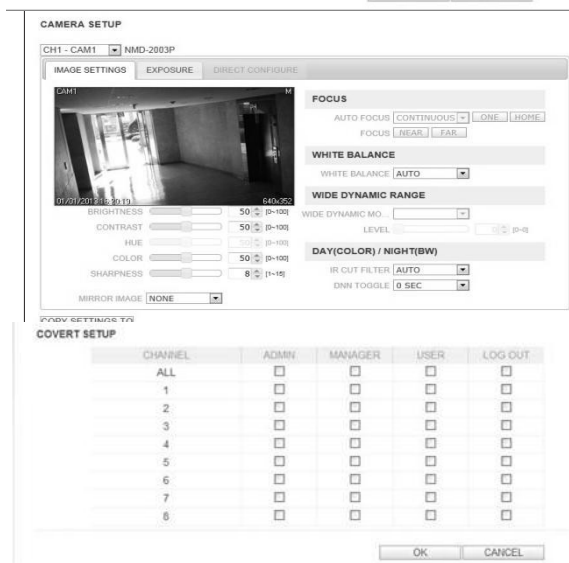 CAMERA SETUP
CH1 - CAM1 NMD-2003P
IMAGE SETTINGS EXPOSURE DIRECT CONFIGURE
CAM1 M
01/01/2013 16:20:19 640x352
BRIGHTNESS 50 [0~100]
CONTRAST 50 [0~100]
HUE 50 [0~100]
COLOR 50 [0~100]
SHARPNESS 8 [1~15]
MIRROR IMAGE NONE
FOCUS
AUTO FOCUS CONTINUOUS ONE HOME
FOCUS NEAR FAR
WHITE BALANCE
WHITE BALANCE AUTO
WIDE DYNAMIC RANGE
WIDE DYNAMIC MO...
LEVEL 0 [0~0]
DAY(COLOR) / NIGHT(BW)
IR CUT FILTER AUTO
DNN TOGGLE 0 SEC
COPY SETTINGS TO
COVERT SETUP
CHANNEL ADMIN MANAGER USER LOG OUT
ALL
1
2
3
4
5
6
7
8
OK CANCEL